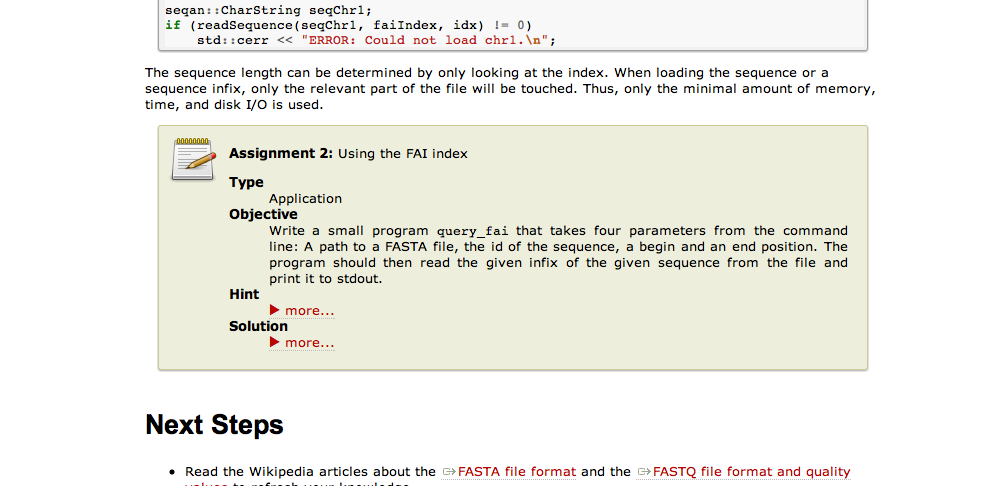 seqan::CharString seqChr1;
if (readSequence(seqChr1, faiIndex, idx) != 0)
    std::cerr << "ERROR: Could not load chr1.\n";
The sequence length can be determined by only looking at the index. When loading the sequence or a
sequence infix, only the relevant part of the file will be touched. Thus, only the minimal amount of memory,
time, and disk I/O is used.
Assignment 2: Using the FAI index
Type
Application
Objective
Write a small program query_fai that takes four parameters from the command
line: A path to a FASTA file, the id of the sequence, a begin and an end position. The
program should then read the given infix of the given sequence from the file and
print it to stdout.
Hint
▶ more...
Solution
▶ more...
Next Steps
• Read the Wikipedia articles about the FASTA file format and the FASTQ file format and quality
values to refresh your knowledge.